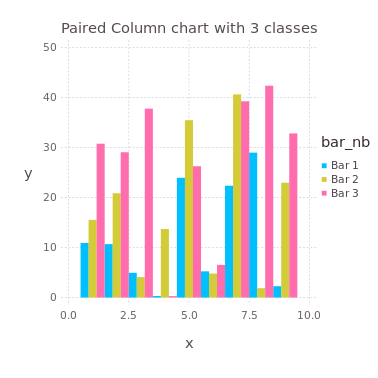 Paired Column chart with 3 classes
50
40
30
20
10
0
y
0.0 2.5 5.0 7.5 10.0
x
bar_nb
Bar 1
Bar 2
Bar 3